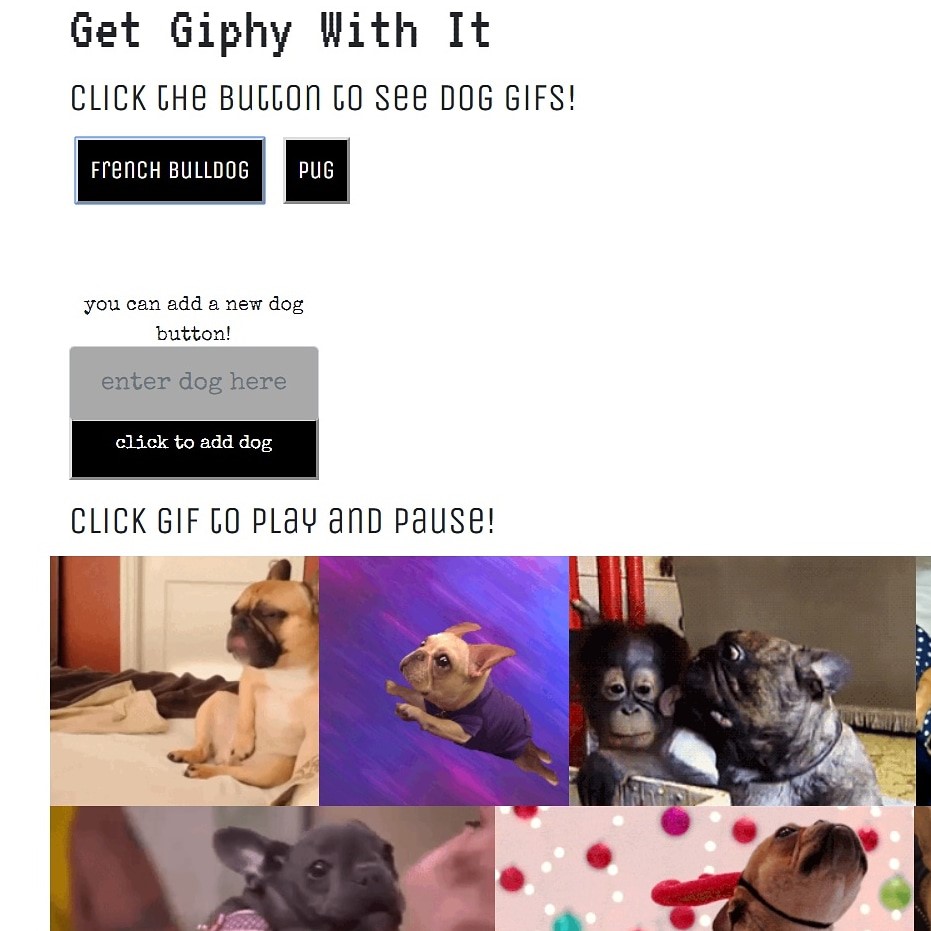 Get Giphy With It
Click the button to see dog gifs!
French Bulldog
Pug
you can add a new dog
button!
enter dog here
click to add dog
Click gif to play and pause!